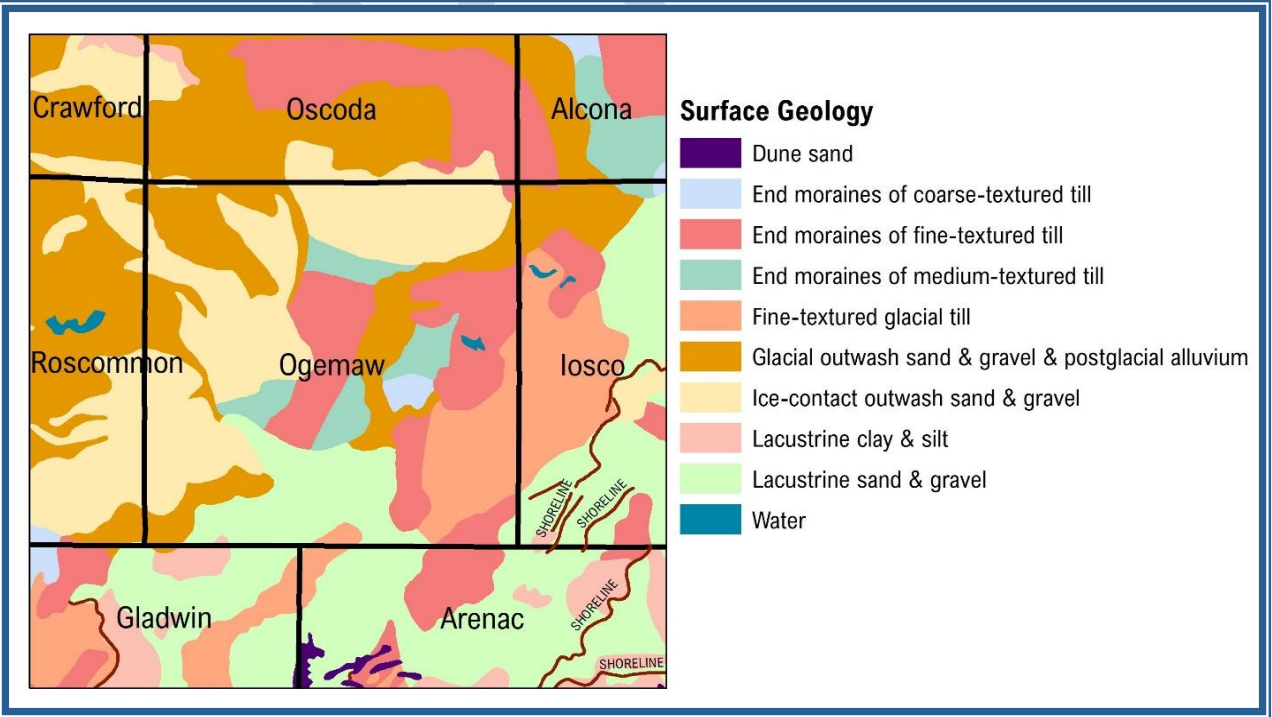 Crawford
Oscoda
Alcona
Roscommon
Ogemaw
Iosco
SHORELINE
SHORELINE
Gladwin
Arenac
SHORELINE
SHORELINE
Surface Geology
Dune sand
End moraines of coarse-textured till
End moraines of fine-textured till
End moraines of medium-textured till
Fine-textured glacial till
Glacial outwash sand & gravel & postglacial alluvium
Ice-contact outwash sand & gravel
Lacustrine clay & silt
Lacustrine sand & gravel
Water